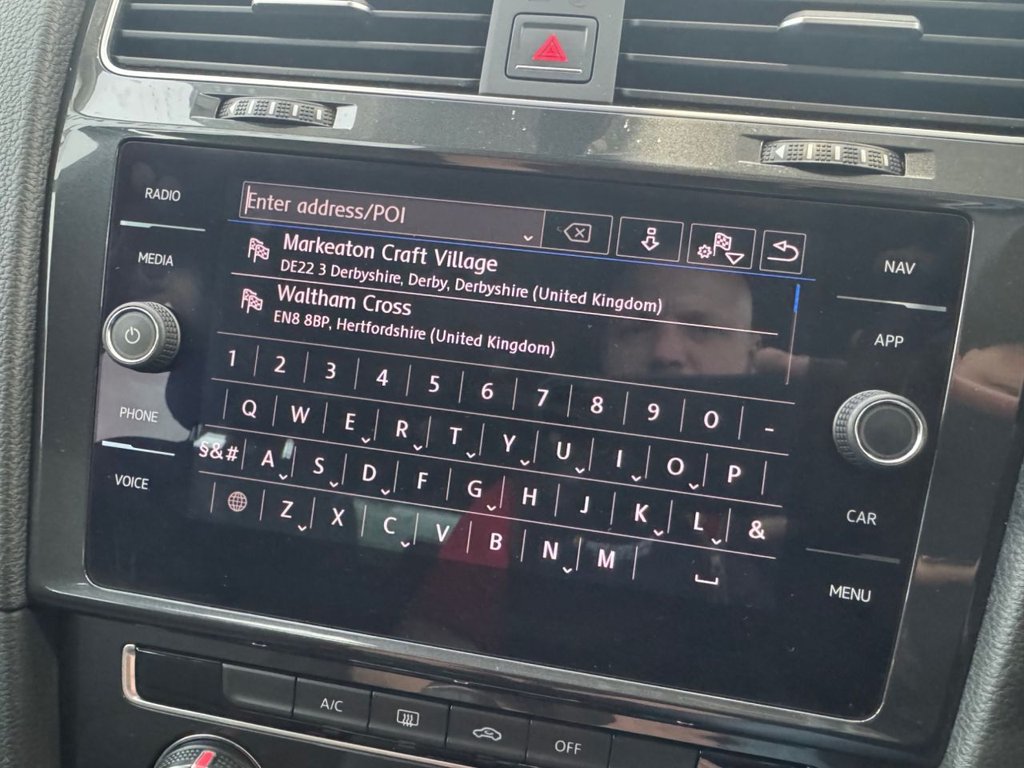 RADIO
MEDIA
PHONE
VOICE
Enter address/POI
Markeaton Craft Village
DE22 3 Derbyshire, Derby, Derbyshire (United Kingdom)
Waltham Cross
EN8 8BP, Hertfordshire (United Kingdom)
1 2 3 4 5 6 7 8 9 0 -
Q W E R T Y U I O P
§&# A S D F G H J K L &
Z X C V B N M
NAV
APP
CAR
MENU
A/C
OFF